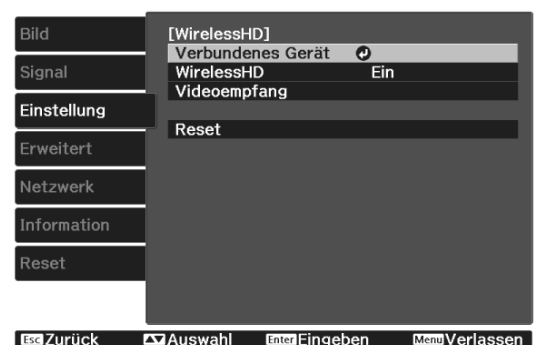 Bild
Signal
Einstellung
Erweitert
Netzwerk
Information
Reset
[WirelessHD]
Verbundenes Gerät
WirelessHD Ein
Videoempfang
Reset
Esc Zurück Auswahl Enter Eingeben Menu Verlassen